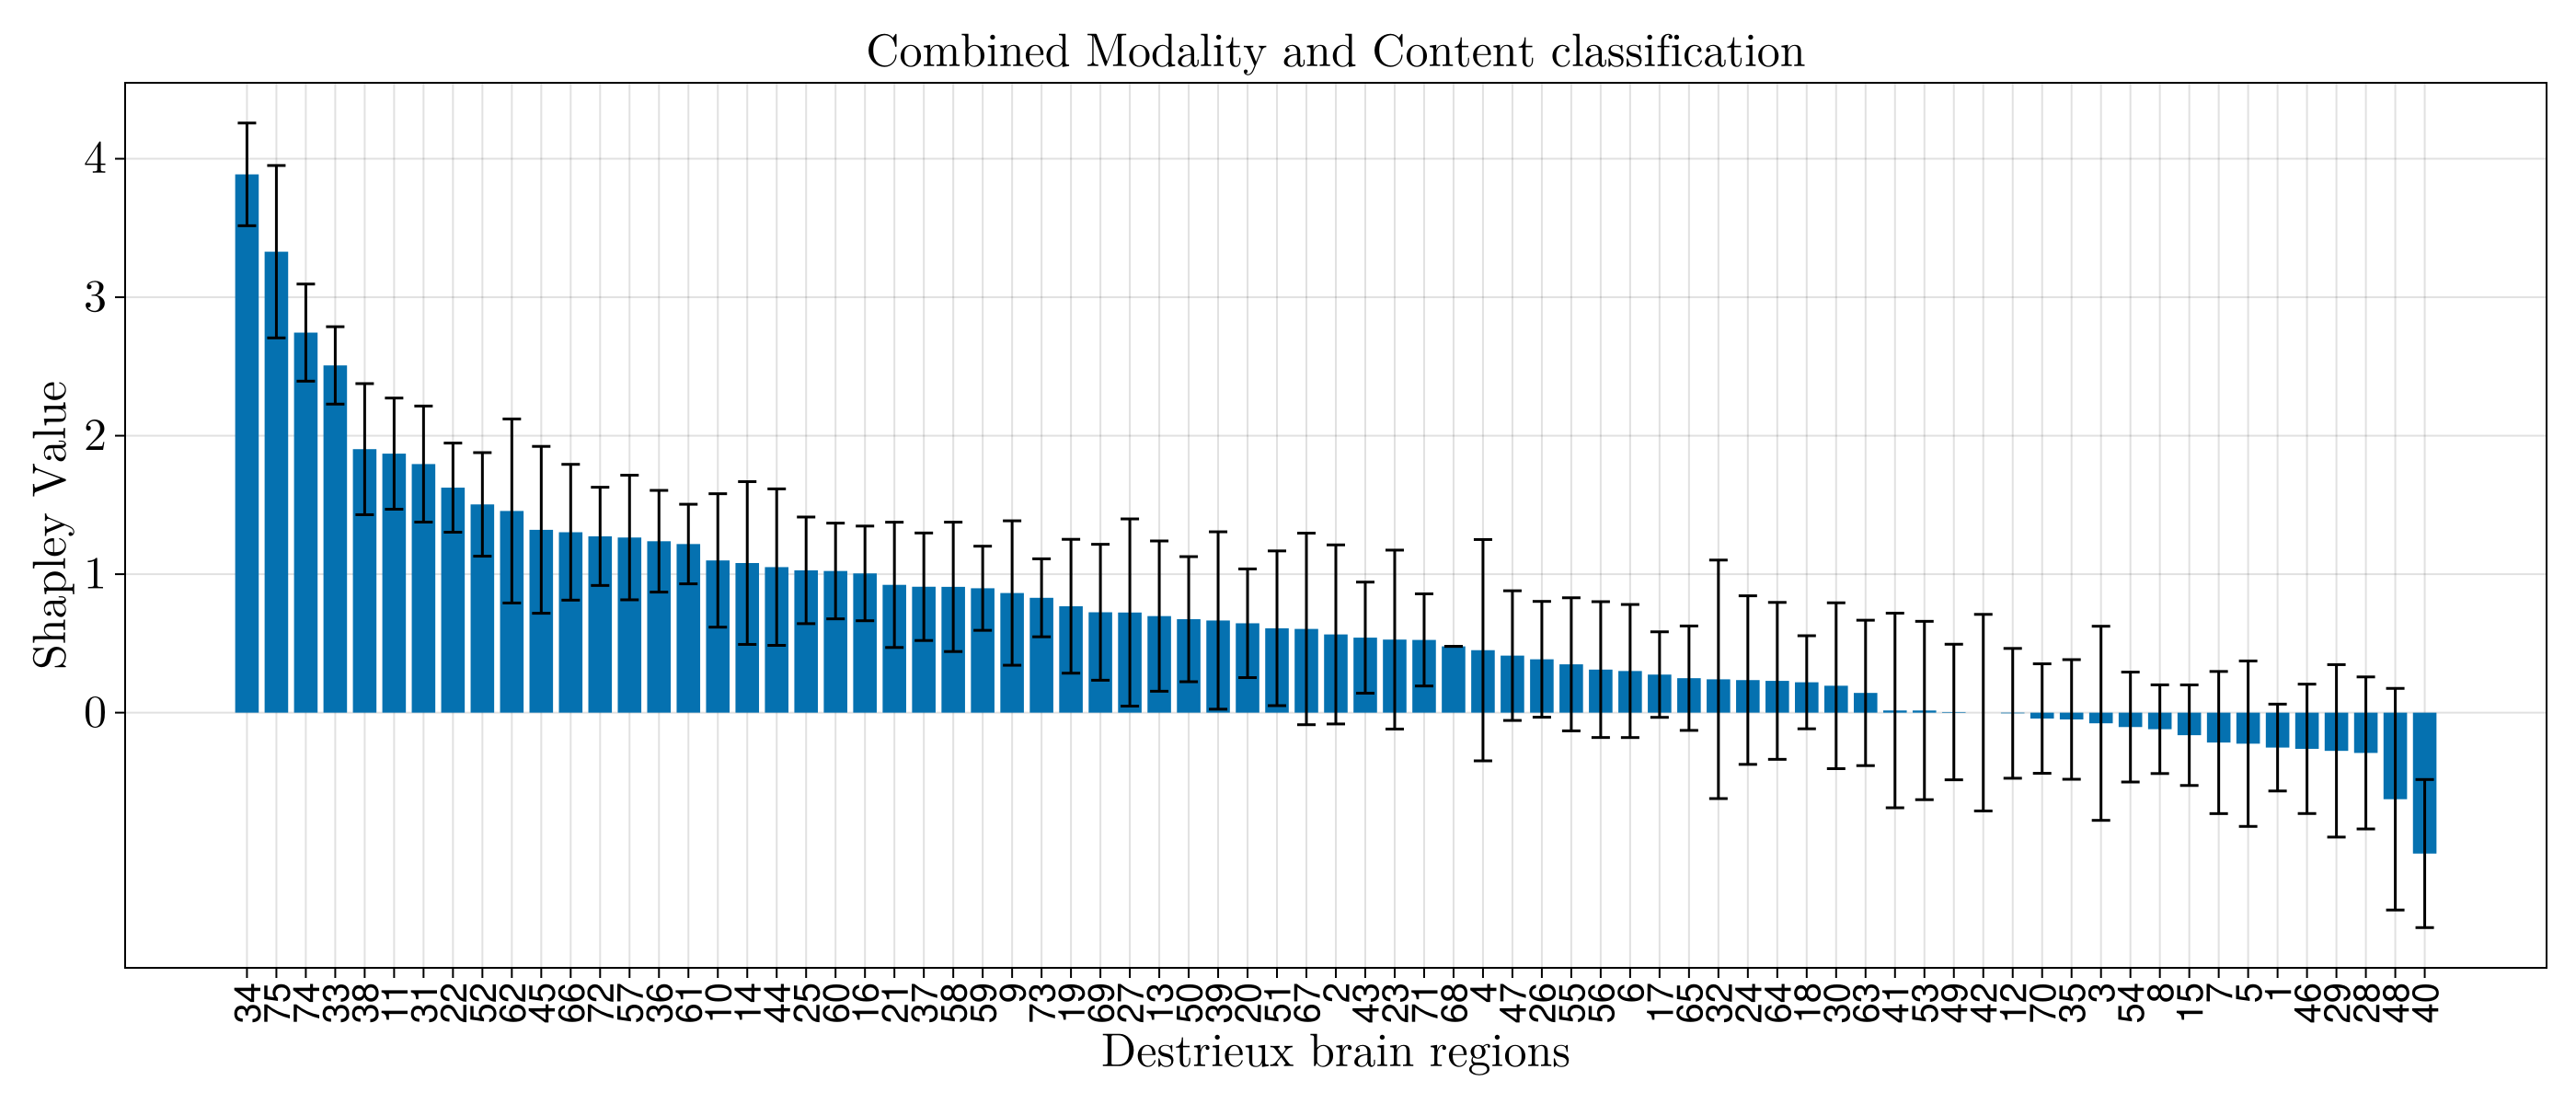 Combined Modality and Content classification
Shapley Value
4
3
2
1
0
34 75 74 33 38 11 31 22 52 62 45 66 72 57 36 61 10 14 44 25 60 16 21 37 58 59 9 73 19 69 27 13 50 39 20 51 67 2 43 23 71 68 4 47 26 55 56 6 17 65 32 24 64 18 30 63 41 53 49 42 12 70 35 3 54 8 15 7 5 1 46 29 28 48 40
Destrieux brain regions